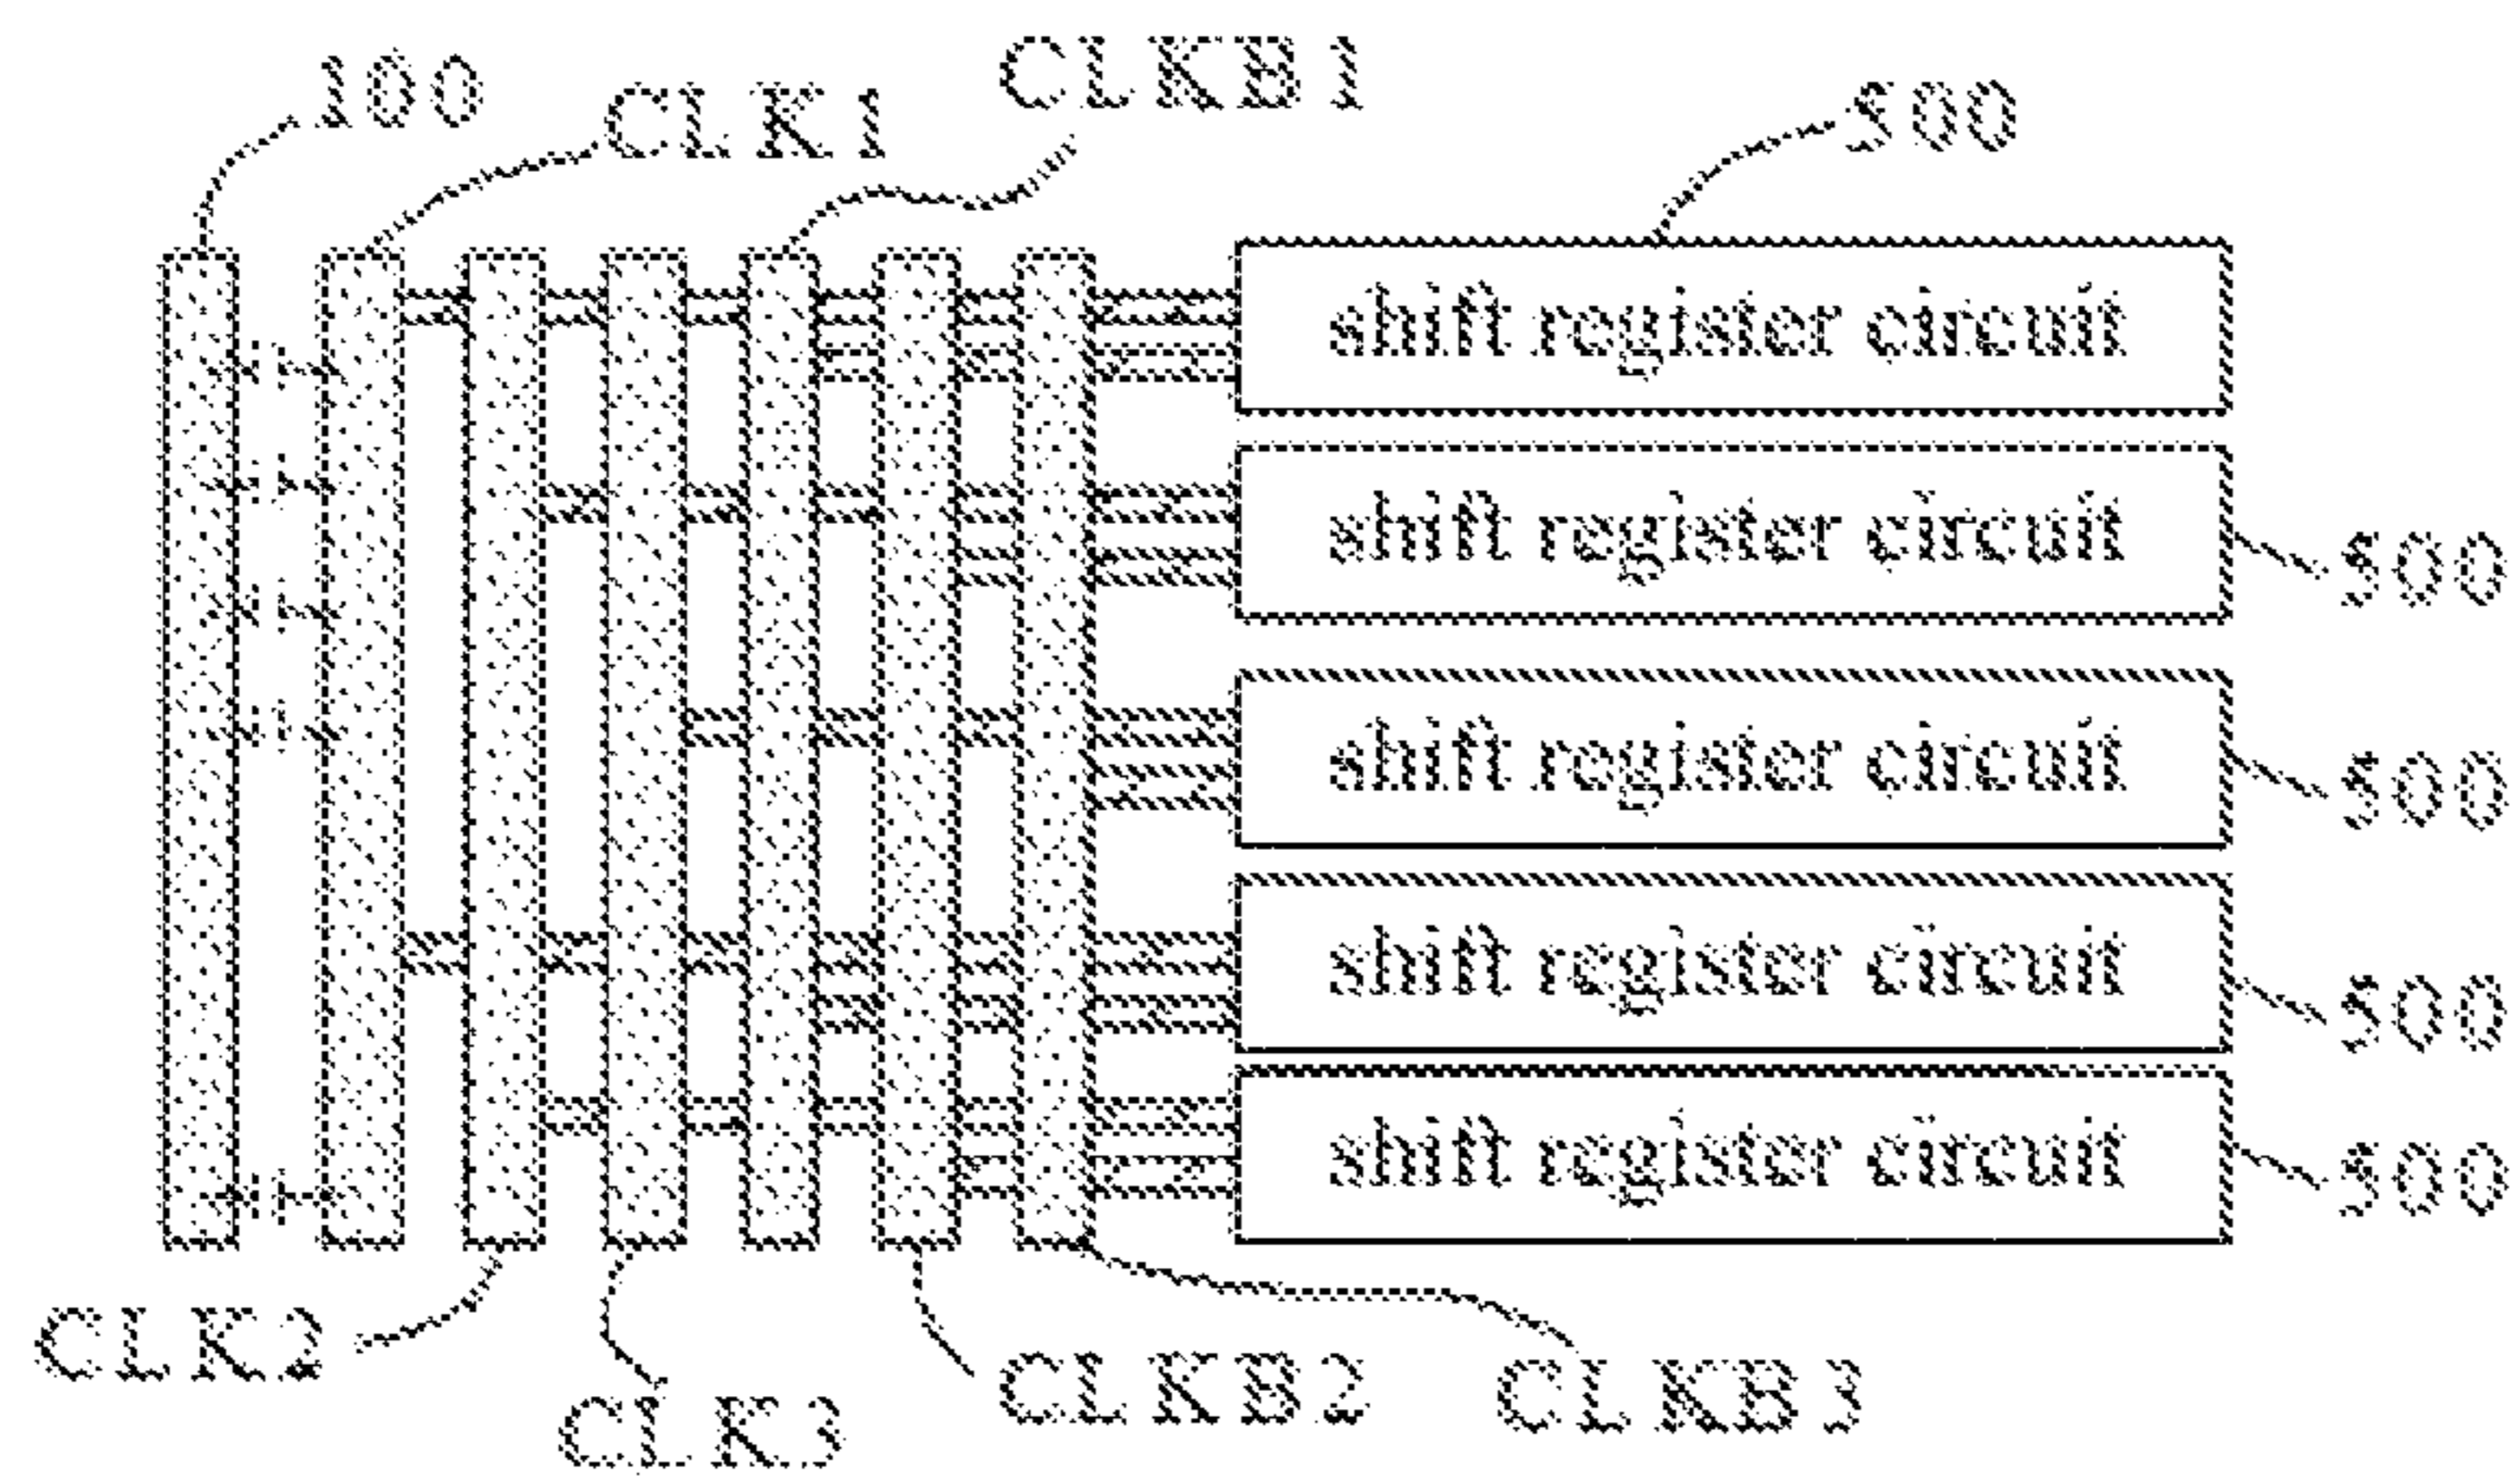 100
CLK1
CLKB1
500
shift register circuit
shift register circuit
500
shift register circuit
500
shift register circuit
500
shift register circuit
500
CLK2
CLK3
CLKB2
CLKB3